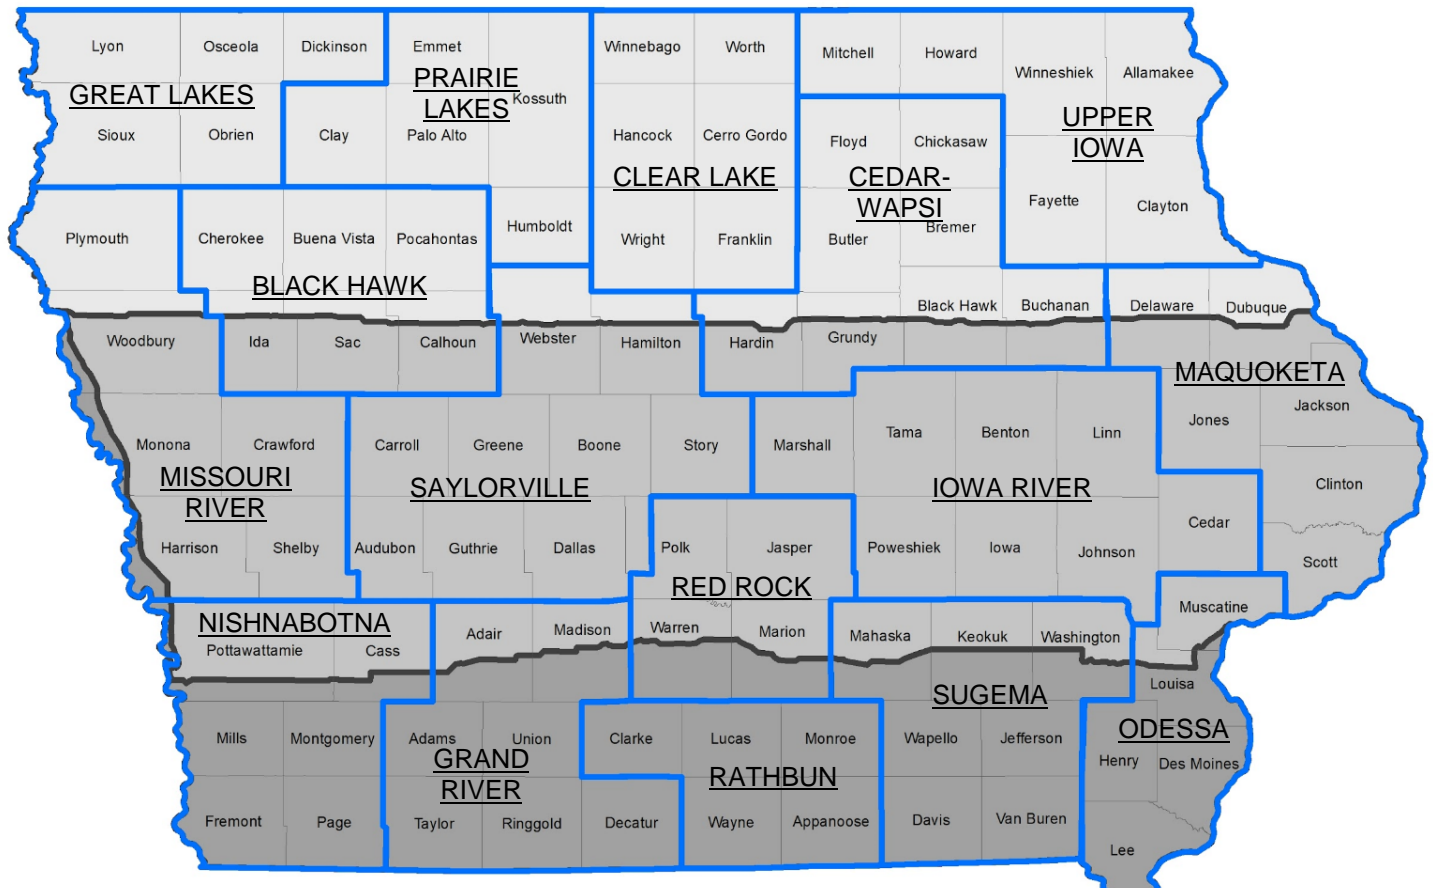 Lyon Osceola Dickinson Emmet Winnebago Worth Mitchell Howard
Winneshiek Allamakee
GREAT LAKES
PRAIRIE
LAKES
Kossuth
UPPER
IOWA
Sioux Obrien Clay Palo Alto Hancock Cerro Gordo Floyd Chickasaw
CLEAR LAKE
CEDAR-
WAPSI
Fayette Clayton
Plymouth Cherokee Buena Vista Pocahontas Humboldt Wright Franklin Butler Bremer
BLACK HAWK
Black Hawk Buchanan Delaware Dubuque
Woodbury Ida Sac Calhoun Webster Hamilton Hardin Grundy
MAQUOKETA
Jones Jackson
Monona Crawford Carroll Greene Boone Story Marshall Tama Benton Linn
MISSOURI
RIVER
SAYLORVILLE
IOWA RIVER
Clinton
Cedar
Harrison Shelby Audubon Guthrie Dallas Polk Jasper Poweshiek Iowa Johnson Scott
RED ROCK
NISHNABOTNA
Muscatine
Pottawattamie Cass Adair Madison Warren Marion Mahaska Keokuk Washington
SUGEMA
Louisa
ODESSA
Mills Montgomery Adams Union Clarke Lucas Monroe Wapello Jefferson Henry Des Moines
GRAND
RIVER
RATHBUN
Fremont Page Taylor Ringgold Decatur Wayne Appanoose Davis Van Buren
Lee